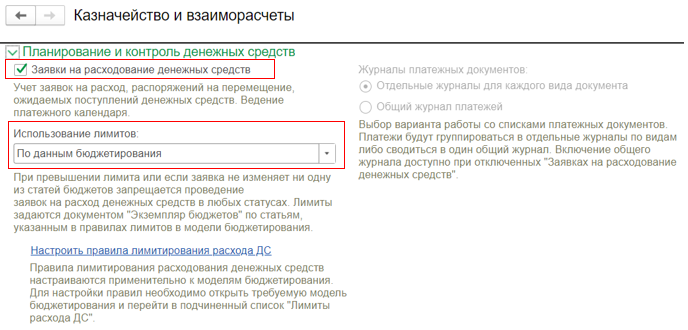 Казначейство и взаиморасчеты
Планирование и контроль денежных средств
Заявки на расходование денежных средств
Учет заявок на расход, распоряжений на перемещение,
ожидаемых поступлений денежных средств. Ведение
платежного календаря.
Использование лимитов:
По данным бюджетирования
При превышении лимита или если заявка не изменяет ни одну
из статей бюджетов запрещается проведение
заявок на расход денежных средств в любых статусах. Лимиты
задаются документом "Экземпляр бюджетов" по статьям,
указанным в правилах лимитов в модели бюджетирования.
Настроить правила лимитирования расхода ДС
Правила лимитирования расходования денежных средств
настраиваются применительно к моделям бюджетирования.
Для настройки правил необходимо открыть требуемую модель
бюджетирования и перейти в подчиненный список "Лимиты
расхода ДС".
Журналы платежных документов:
Отдельные журналы для каждого вида документа
Общий журнал платежей
Выбор варианта работы со списками платежных документов.
Платежи будут группироваться в отдельные журналы по видам
либо сводиться в один общий журнал. Включение общего
журнала доступно при отключенных "Заявках на расходование
денежных средств".